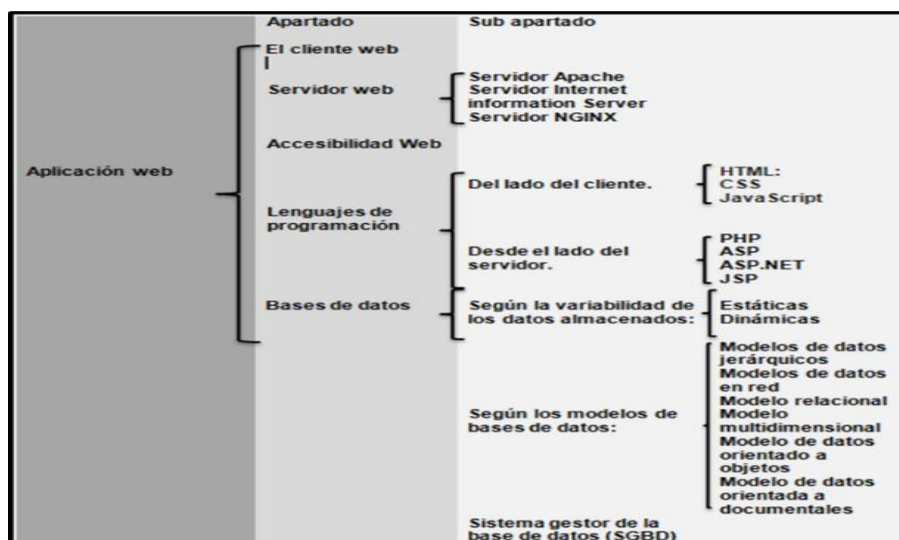 Apartado
Sub apartado
Aplicación web
El cliente web
Servidor web
Servidor Apache
Servidor Internet
information Server
Servidor NGINX
Accesibilidad Web
Lenguajes de
programación
Del lado del cliente.
HTML:
CSS
JavaScript
Desde el lado del
servidor.
PHP
ASP
ASP.NET
JSP
Bases de datos
Según la variabilidad de
los datos almacenados:
Estáticas
Dinámicas
Según los modelos de
bases de datos:
Modelos de datos
jerárquicos
Modelos de datos
en red
Modelo relacional
Modelo
multidimensional
Modelo de datos
orientado a
objetos
Modelo de datos
orientada a
documentales
Sistema gestor de la
base de datos (SGBD)